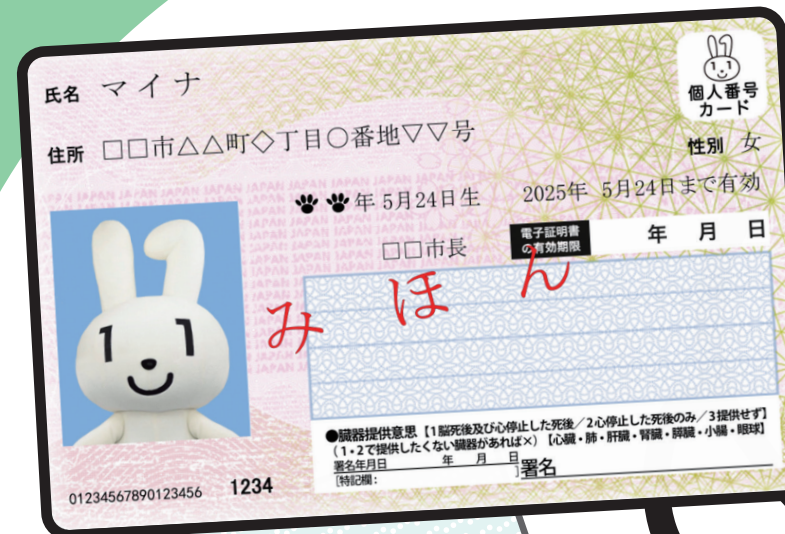 氏名 マイナ
個人番号
カード
住所 □□市△△町◇丁目○番地▽▽号
性別 女
年 5月24日生 2025年 5月24日まで有効
□□市長
電子証明書
の有効期限
年 月 日
みほん
JAPAN JAPAN JAPAN JAPAN JAPAN JAPAN JAPAN
●臓器提供意思【1脳死後及び心停止した死後/2心停止した死後のみ/3提供せず】
(1・2で提供したくない臓器があれば×)【心臓・肺・肝臓・腎臓・膵臓・小腸・眼球】
署名年月日 年 月 日
[特記欄: ]署名
01234567890123456 1234